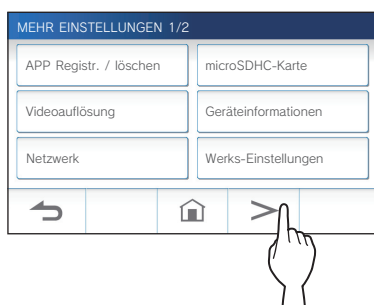 MEHR EINSTELLUNGEN 1/2
APP Registr. / löschen
microSDHC-Karte
Videoauflösung
Geräteinformationen
Netzwerk
Werks-Einstellungen